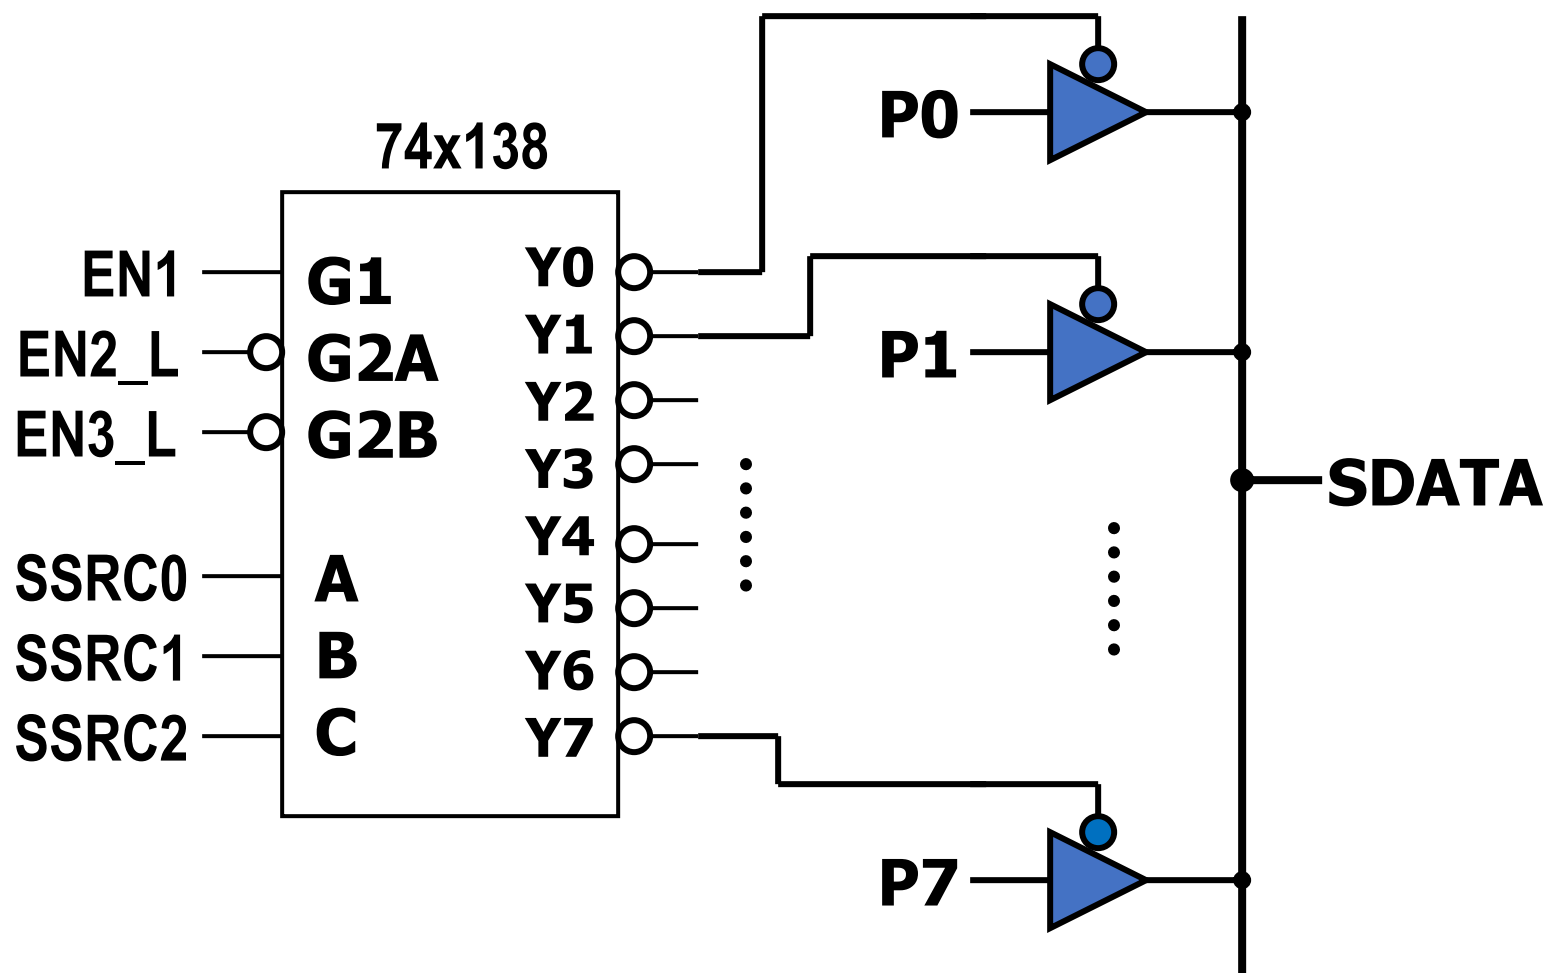 74x138
EN1
EN2_L
EN3_L
SSRC0
SSRC1
SSRC2
G1
G2A
G2B
A
B
C
Y0
Y1
Y2
Y3
Y4
Y5
Y6
Y7
P0
P1
P7
SDATA